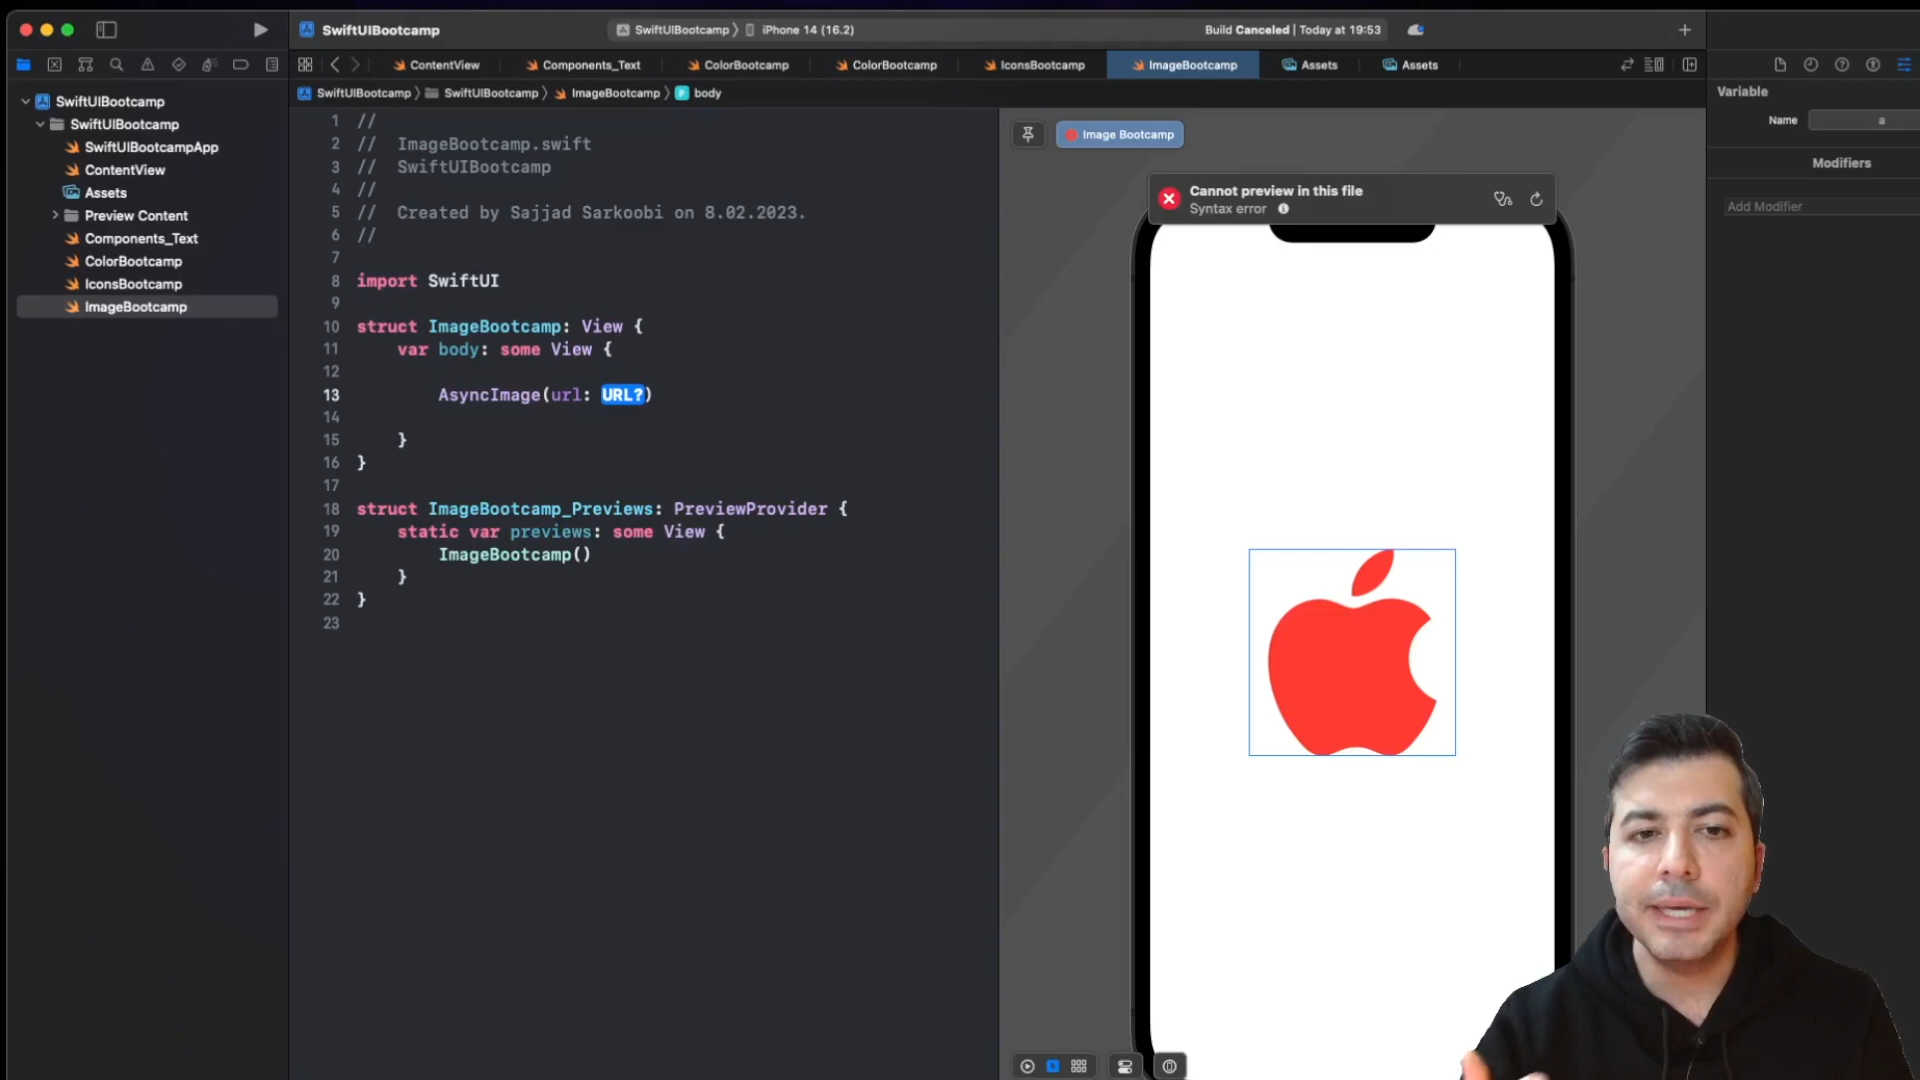 SwiftUIBootcamp
SwiftUIBootcamp 〉 iPhone 14 (16.2)
Build Canceled | Today at 19:53
ContentView
Components_Text
ColorBootcamp
ColorBootcamp
IconsBootcamp
ImageBootcamp
Assets
Assets
SwiftUIBootcamp 〉 SwiftUIBootcamp 〉 ImageBootcamp 〉 body
SwiftUIBootcamp
SwiftUIBootcamp
SwiftUIBootcampApp
ContentView
Assets
Preview Content
Components_Text
ColorBootcamp
IconsBootcamp
ImageBootcamp
1 //
2 //  ImageBootcamp.swift
3 //  SwiftUIBootcamp
4 //
5 //  Created by Sajjad Sarkoobi on 8.02.2023.
6 //
7
8 import SwiftUI
9
10 struct ImageBootcamp: View {
11     var body: some View {
12
13         AsyncImage(url: URL?)
14
15     }
16 }
17
18 struct ImageBootcamp_Previews: PreviewProvider {
19     static var previews: some View {
20         ImageBootcamp()
21     }
22 }
23
Image Bootcamp
Cannot preview in this file
Syntax error
Variable
Name a
Modifiers
Add Modifier